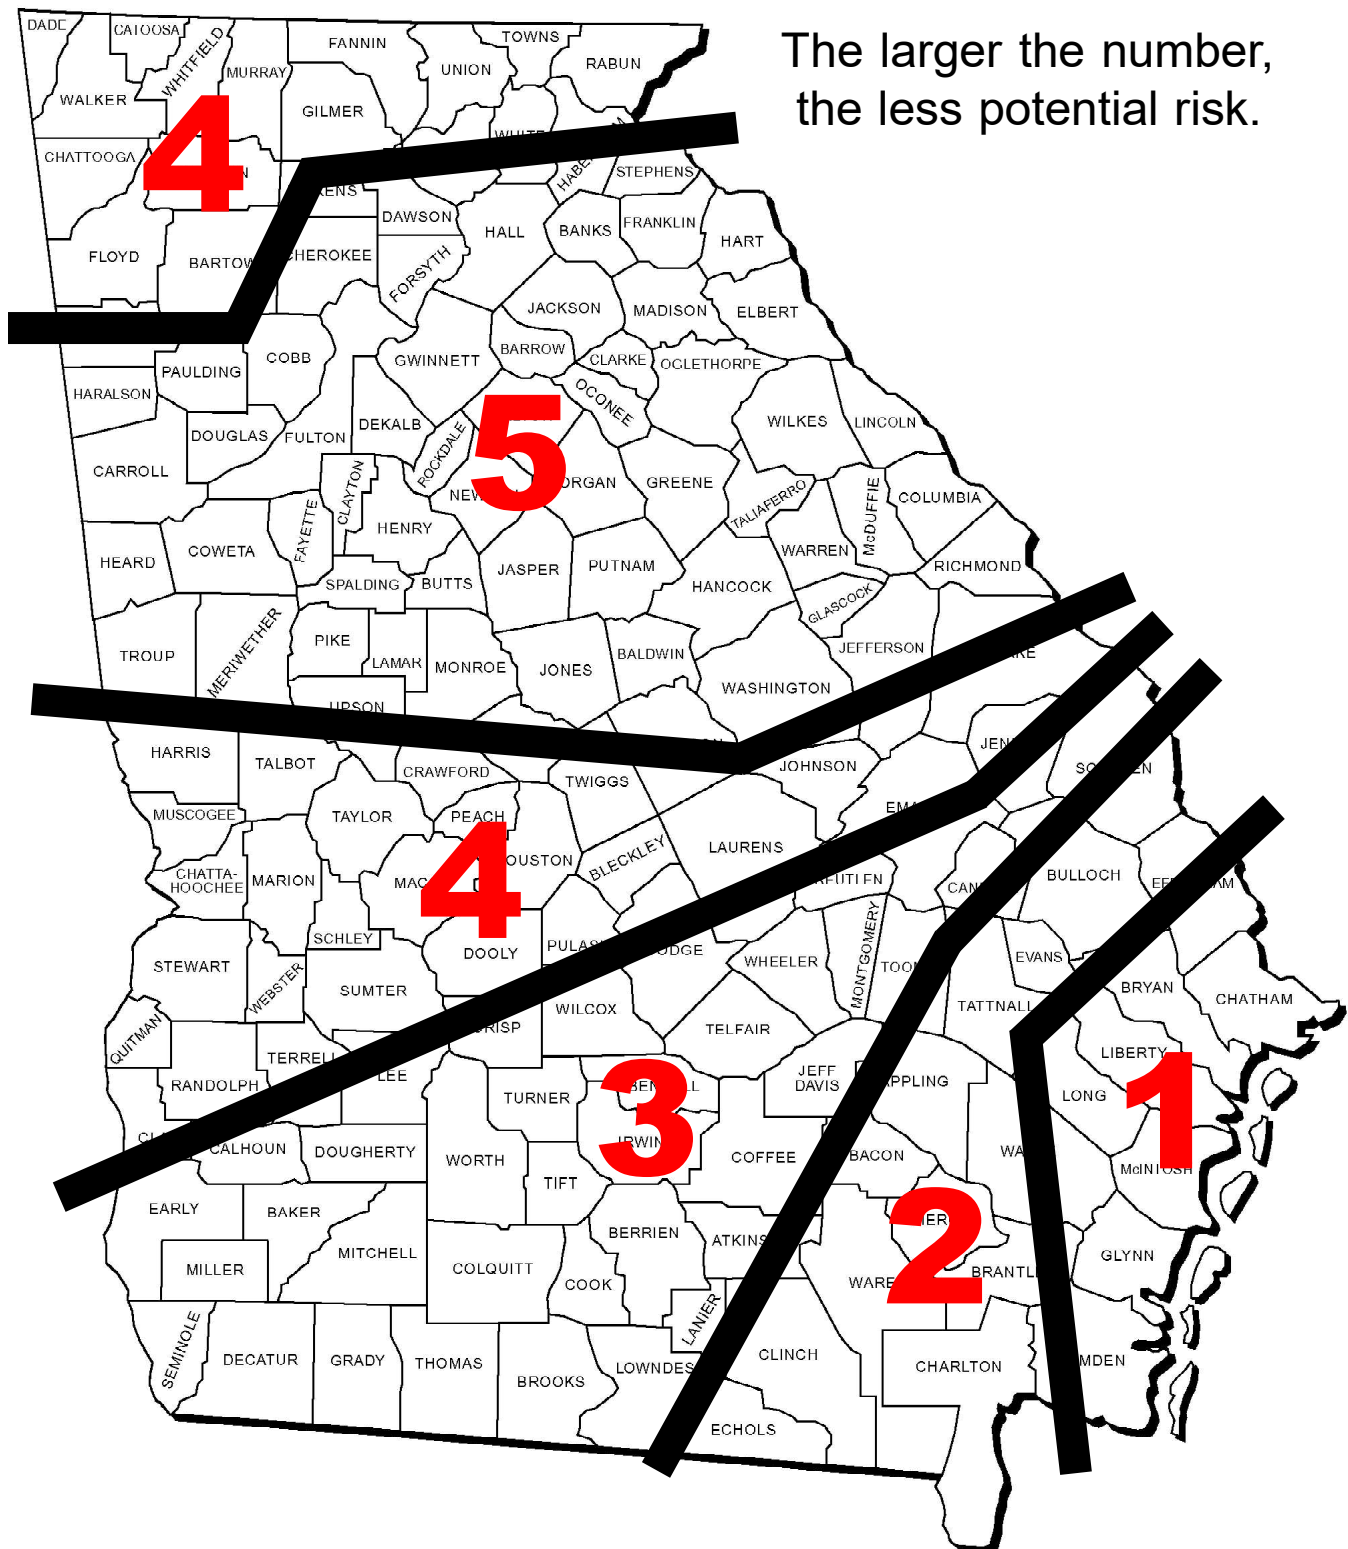 The larger the number,
the less potential risk.
DADE
CATOOSA
WHITFIELD
FANNIN
TOWNS
UNION
RABUN
MURRAY
WALKER
GILMER
4
WHITE
CHATTOOGA
STEPHENS
DAWSON
HALL
BANKS
FRANKLIN
HART
FLOYD
BARTOW
CHEROKEE
FORSYTH
JACKSON
MADISON
ELBERT
COBB
GWINNETT
BARROW
CLARKE
OGLETHORPE
PAULDING
HARALSON
OCONEE
5
DEKALB
WILKES
LINCOLN
DOUGLAS
FULTON
ROCKDALE
CARROLL
GREENE
CLAYTON
TALIAFERRO
McDUFFIE
COLUMBIA
FAYETTE
HENRY
COWETA
WARREN
HEARD
SPALDING
BUTTS
JASPER
PUTNAM
HANCOCK
RICHMOND
GLASCOCK
TROUP
MERIWETHER
PIKE
LAMAR
MONROE
JONES
BALDWIN
JEFFERSON
WASHINGTON
UPSON
HARRIS
TALBOT
CRAWFORD
TWIGGS
JOHNSON
MUSCOGEE
TAYLOR
PEACH
4
LAURENS
BLECKLEY
CHATTA-
HOOCHEE
MARION
BULLOCH
SCHLEY
DOOLY
STEWART
WEBSTER
SUMTER
WHEELER
MONTGOMERY
EVANS
TATTNALL
BRYAN
CHATHAM
WILCOX
TELFAIR
QUITMAN
TERRELL
LEE
LIBERTY
RANDOLPH
TURNER
3
IRWIN
JEFF
DAVIS
LONG
1
CALHOUN
DOUGHERTY
WORTH
TIFT
COFFEE
BACON
McINTOSH
EARLY
BAKER
MITCHELL
BERRIEN
2
GLYNN
MILLER
COLQUITT
COOK
WARE
LANIER
SEMINOLE
DECATUR
GRADY
THOMAS
BROOKS
LOWNDES
CLINCH
CHARLTON
ECHOLS